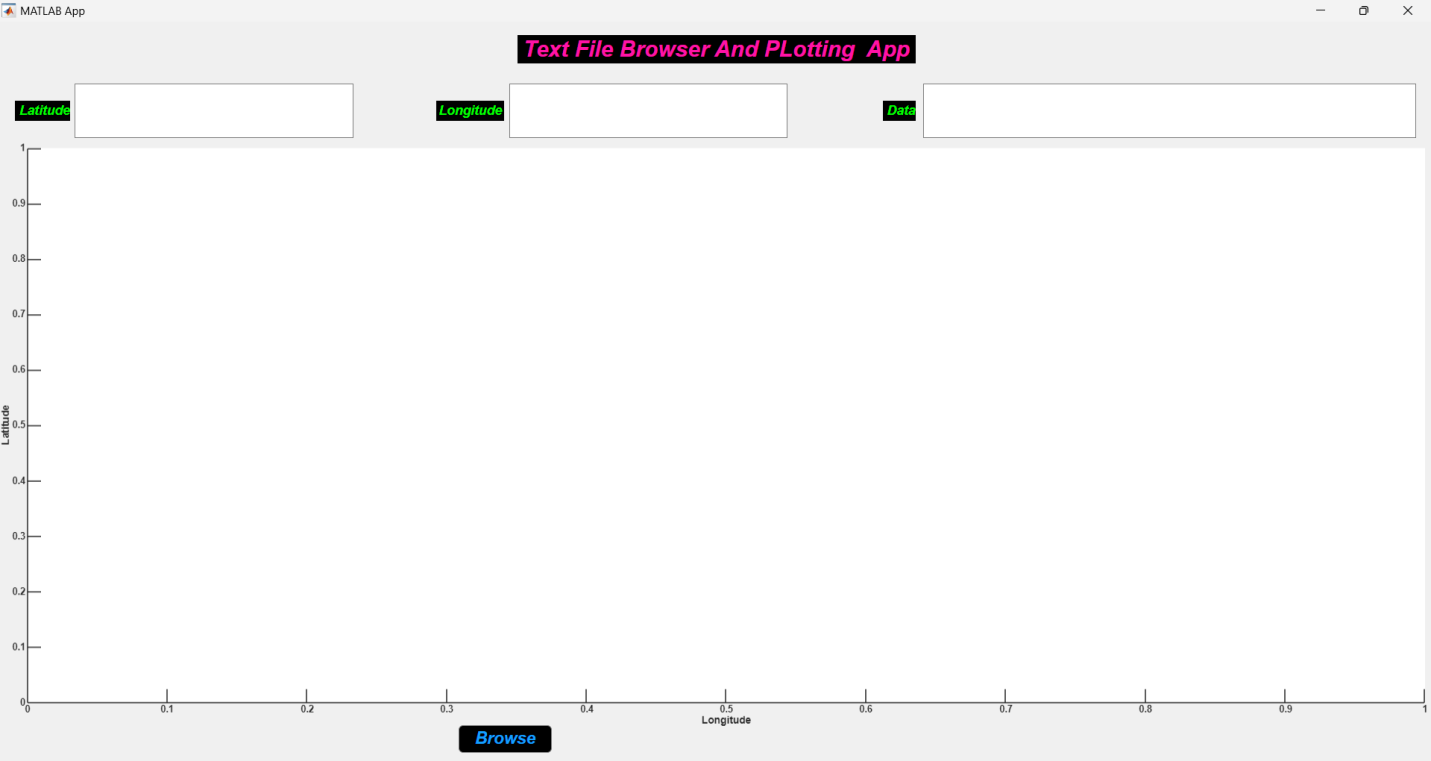 MATLAB App
Text File Browser And PLotting App
Latitude
Longitude
Data
1
0.9
0.8
0.7
0.6
0.5
0.4
0.3
0.2
0.1
0
Latitude
0 0.1 0.2 0.3 0.4 0.5 0.6 0.7 0.8 0.9 1
Longitude
Browse